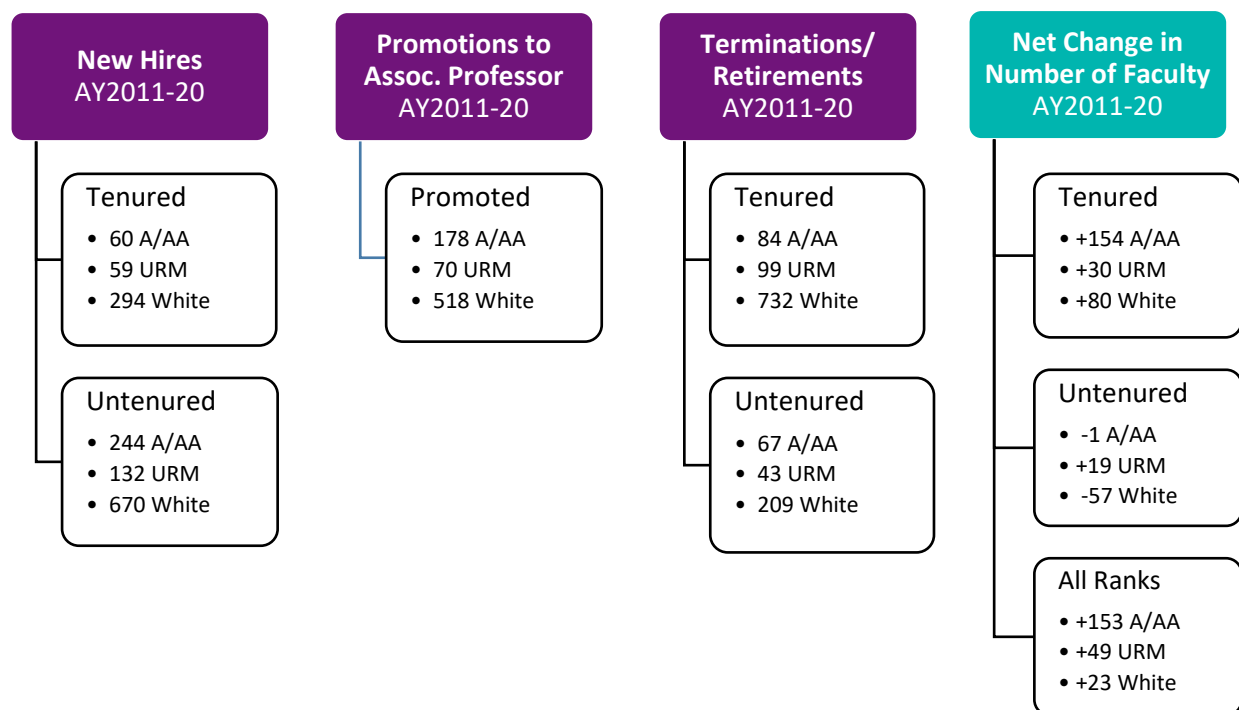 New Hires
AY2011-20
Tenured
• 60 A/AA
• 59 URM
• 294 White
Untenured
• 244 A/AA
• 132 URM
• 670 White
Promotions to
Assoc. Professor
AY2011-20
Promoted
• 178 A/AA
• 70 URM
• 518 White
Terminations/
Retirements
AY2011-20
Tenured
• 84 A/AA
• 99 URM
• 732 White
Untenured
• 67 A/AA
• 43 URM
• 209 White
Net Change in
Number of Faculty
AY2011-20
Tenured
• +154 A/AA
• +30 URM
• +80 White
Untenured
• -1 A/AA
• +19 URM
• -57 White
All Ranks
• +153 A/AA
• +49 URM
• +23 White